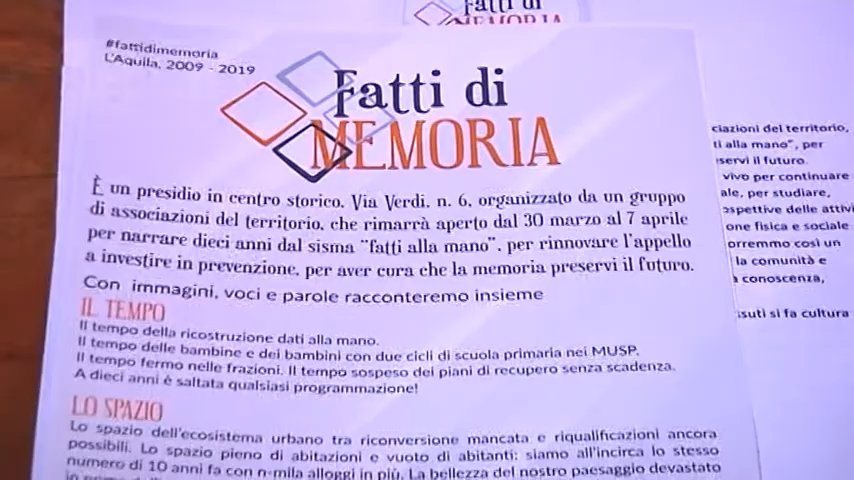 Fatti di
MEMORIA
#fattidimemoria
L'Aquila, 2009 - 2019
Fatti di
MEMORIA
È un presidio in centro storico, Via Verdi, n. 6, organizzato da un gruppo
di associazioni del territorio, che rimarrà aperto dal 30 marzo al 7 aprile
per narrare dieci anni dal sisma "fatti alla mano", per rinnovare l'appello
a investire in prevenzione, per aver cura che la memoria preservi il futuro.
Con immagini, voci e parole racconteremo insieme
IL TEMPO
Il tempo della ricostruzione dati alla mano.
Il tempo delle bambine e dei bambini con due cicli di scuola primaria nei MUSP.
Il tempo fermo nelle frazioni. Il tempo sospeso dei piani di recupero senza scadenza.
A dieci anni è saltata qualsiasi programmazione!
LO SPAZIO
Lo spazio dell'ecosistema urbano tra riconversione mancata e riqualificazioni ancora
possibili. Lo spazio pieno di abitazioni e vuoto di abitanti: siamo all'incirca lo stesso
numero di 10 anni fa con n-mila alloggi in più. La bellezza del nostro paesaggio devastato
ciazioni del territorio,
ti alla mano", per
servi il futuro.
vivo per continuare
ale, per studiare,
spettive delle attivi
one fisica e sociale
orremmo così un
la comunità e
a conoscenza,
suti si fa cultura